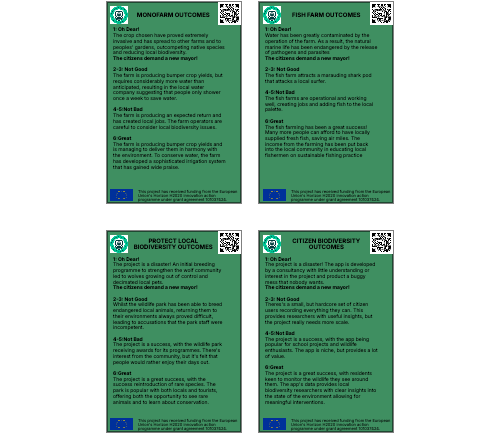 MONOFARM OUTCOMES
1: Oh Dear!
The crop chosen have proved extremely
invasive and has spread to other farms and to
peoples' gardens, outcompeting native species
and reducing local biodiversity.
The citizens demand a new mayor!
2-3: Not Good
The farm is producing bumper crop yields, but
requires considerably more water than
anticipated, resulting in the local water
company suggesting that people only shower
once a week to save water.
4-5:Not Bad
The farm is producing an expected return and
has created local jobs. The farm operators are
careful to consider local biodiversity issues.
6:Great
The farm is producing bumper crop yields and
is managing to deliver them in harmony with
the environment. To conserve water, the farm
has developed a sophisticated irrigation system
that has gained wide praise.
This project has received funding from the European
Union's Horizon H2020 innovation action
programme under grant agreement 101037424.
FISH FARM OUTCOMES
1: Oh Dear!
Water has been greatly contaminated by the
operation of the farm. As a result, the natural
marine life has been endangered by the release
of pathogens and parasites
The citizens demand a new mayor!
2-3: Not Good
The fish farm attracts a marauding shark pod
that attacks a local surfer.
4-5:Not Bad
The fish farms are operational and working
well, creating jobs and adding fish to the local
palette.
6:Great
The fish farming has been a great success!
Many more people can afford to have locally
supplied fresh fish, saving air miles. The
income from the farming has been put back
into the local community in educating local
fishermen on sustainable fishing practice
This project has received funding from the European
Union's Horizon H2020 innovation action
programme under grant agreement 101037424.
PROTECT LOCAL
BIODIVERSITY OUTCOMES
1: Oh Dear!
The project is a disaster! An initial breeding
programme to strengthen the wolf community
led to wolves growing out of control and
decimated local pets.
The citizens demand a new mayor!
2-3: Not Good
Whilst the wildlife park has been able to breed
endangered local animals, returning them to
their environments always proved difficult,
leading to accusations that the park staff were
incompetent.
4-5:Not Bad
The project is a success, with the wildlife park
receiving awards for its programmes. There's
interest from the community, but it's felt that
people would rather enjoy their days out.
6:Great
The project is a great success, with the
success reintroduction of rare species. The
park is popular with both locals and tourists,
offering both the opportunity to see rare
animals and to learn about conservation.
This project has received funding from the European
Union's Horizon H2020 innovation action
programme under grant agreement 101037424.
CITIZEN BIODIVERSITY
OUTCOMES
1: Oh Dear!
The project is a disaster! The app is developed
by a consultancy with little understanding or
interest in the project and product a buggy
mess that nobody wants.
The citizens demand a new mayor!
2-3: Not Good
There's a small, but hardcore set of citizen
users recording everything they can. This
provides researchers with useful insights, but
the project really needs more scale.
4-5:Not Bad
The project is a success, with the app being
popular for school projects and wildlife
enthusiasts. The app is niche, but provides a lot
of value.
6:Great
The project is a great success, with residents
keen to monitor the wildlife they see around
them. The app's data provides local
biodiversity researchers with clear insights into
the state of the environment allowing for
meaningful interventions.
This project has received funding from the European
Union's Horizon H2020 innovation action
programme under grant agreement 101037424.